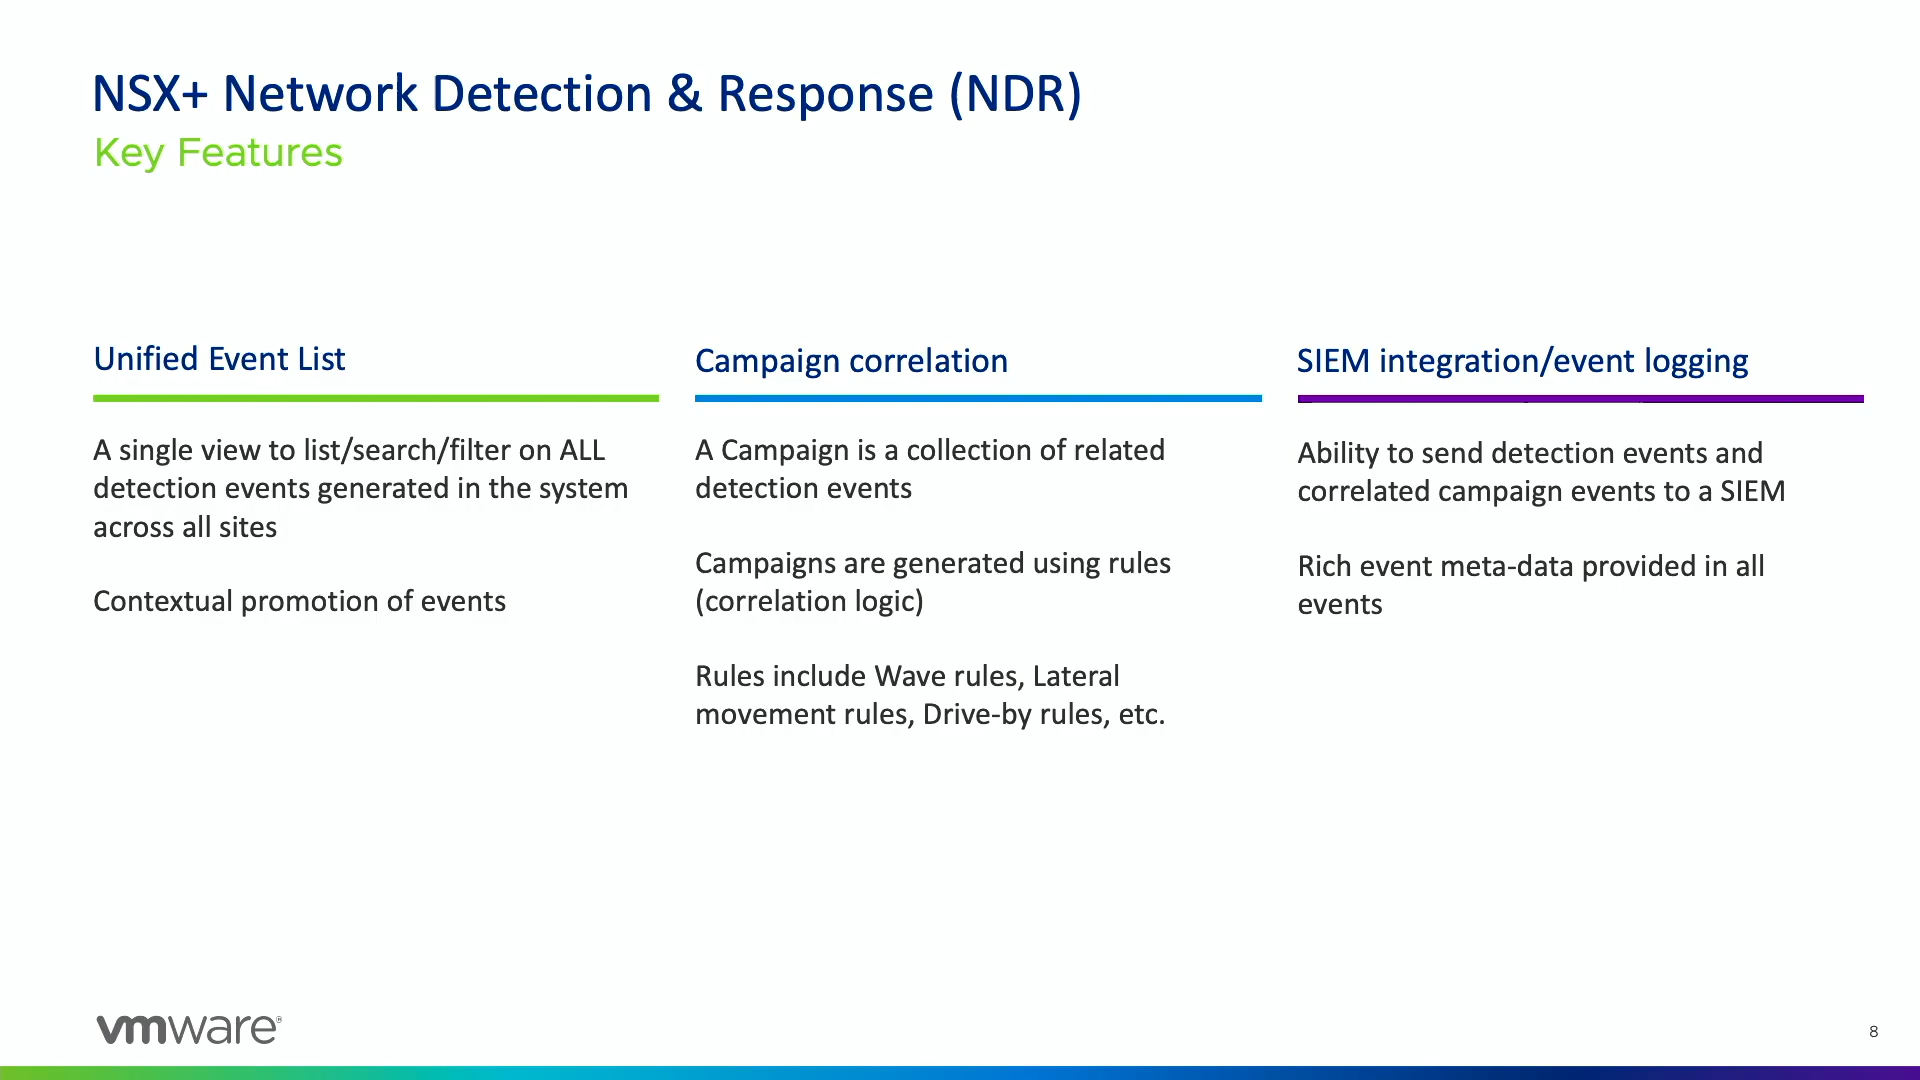 NSX+ Network Detection & Response (NDR)
Key Features
Unified Event List
A single view to list/search/filter on ALL
detection events generated in the system
across all sites
Contextual promotion of events
Campaign correlation
A Campaign is a collection of related
detection events
Campaigns are generated using rules
(correlation logic)
Rules include Wave rules, Lateral
movement rules, Drive-by rules, etc.
SIEM integration/event logging
Ability to send detection events and
correlated campaign events to a SIEM
Rich event meta-data provided in all
events
vmware®
8